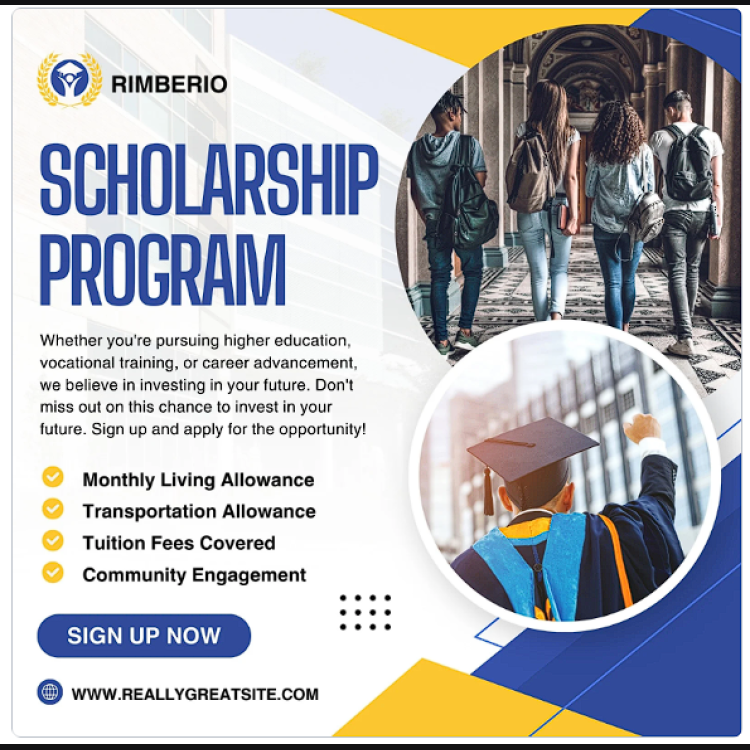 RIMBERIO
SCHOLARSHIP
PROGRAM
Whether you're pursuing higher education,
vocational training, or career advancement,
we believe in investing in your future. Don't
miss out on this chance to invest in your
future. Sign up and apply for the opportunity!
Monthly Living Allowance
Transportation Allowance
Tuition Fees Covered
Community Engagement
SIGN UP NOW
WWW.REALLYGREATSITE.COM